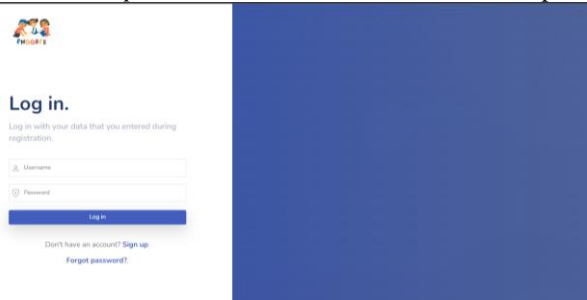 Log in.
Log in with your data that you entered during
registration.
Username
Password
Log in
Don't have an account? Sign up
Forgot password?